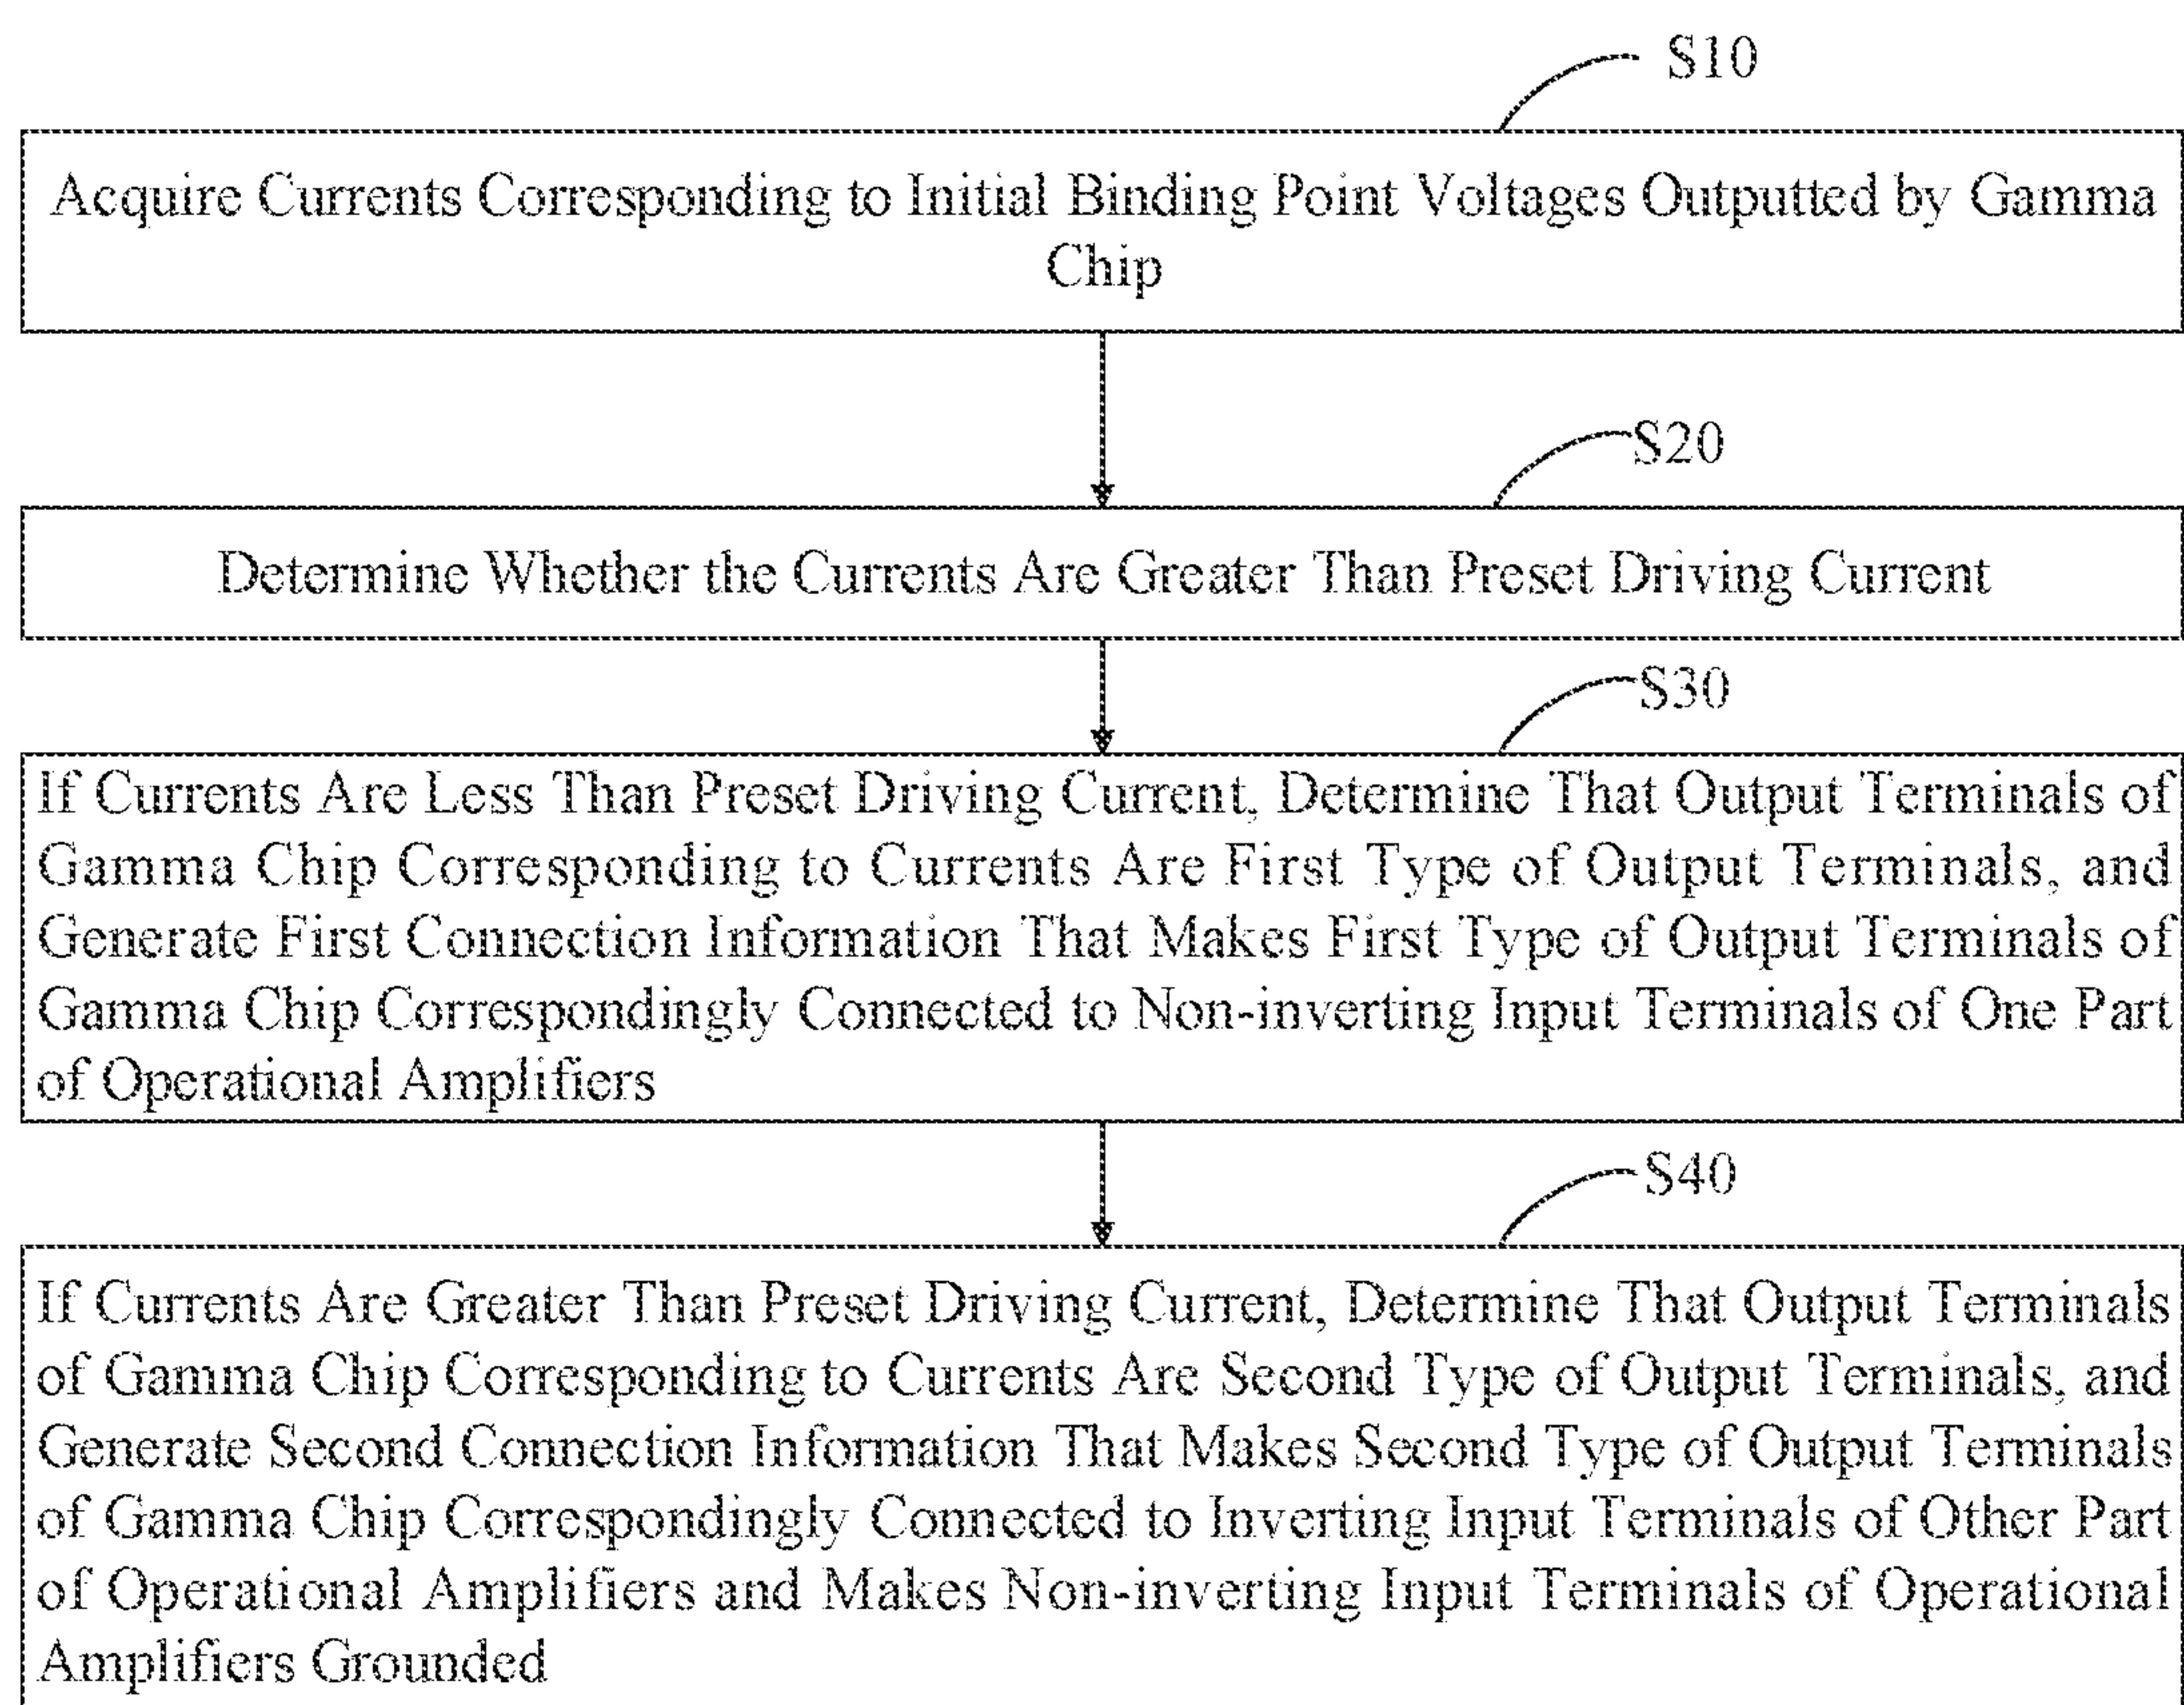 S10
Acquire Currents Corresponding to Initial Binding Point Voltages Outputted by Gamma
Chip
S20
Determine Whether the Currents Are Greater Than Preset Driving Current
S30
If Currents Are Less Than Preset Driving Current, Determine That Output Terminals of
Gamma Chip Corresponding to Currents Are First Type of Output Terminals, and
Generate First Connection Information That Makes First Type of Output Terminals of
Gamma Chip Correspondingly Connected to Non-inverting Input Terminals of One Part
of Operational Amplifiers
S40
If Currents Are Greater Than Preset Driving Current, Determine That Output Terminals
of Gamma Chip Corresponding to Currents Are Second Type of Output Terminals, and
Generate Second Connection Information That Makes Second Type of Output Terminals
of Gamma Chip Correspondingly Connected to Inverting Input Terminals of Other Part
of Operational Amplifiers and Makes Non-inverting Input Terminals of Operational
Amplifiers Grounded